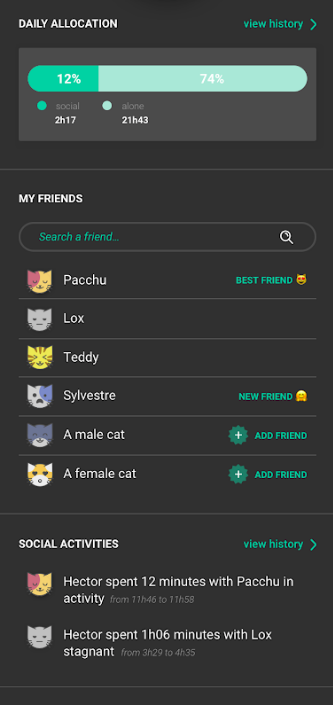 DAILY ALLOCATION view history
12% 74%
social alone
2h17 21h43
MY FRIENDS
Search a friend...
Pacchu BEST FRIEND
Lox
Teddy
Sylvestre NEW FRIEND
A male cat ADD FRIEND
A female cat ADD FRIEND
SOCIAL ACTIVITIES view history
Hector spent 12 minutes with Pacchu in
activity from 11h46 to 11h58
Hector spent 1h06 minutes with Lox
stagnant from 3h29 to 4h35